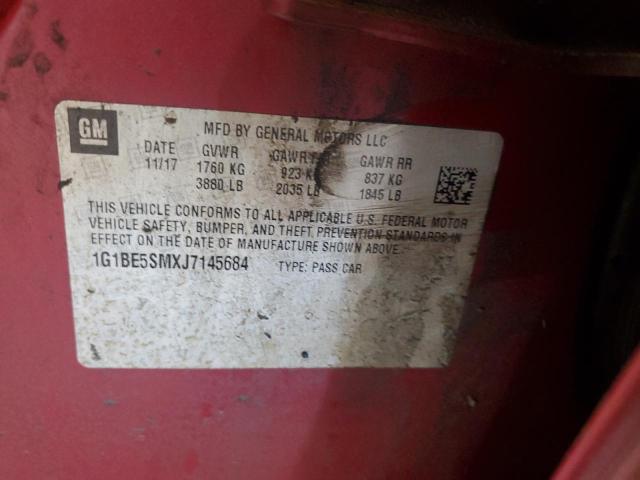 GM
MFD BY GENERAL MOTORS LLC
DATE GVWR GAWR GAWR RR
11/17 1760 KG 923 KG 837 KG
3880 LB 2035 LB 1845 LB
THIS VEHICLE CONFORMS TO ALL APPLICABLE U.S. FEDERAL MOTOR
VEHICLE SAFETY, BUMPER, AND THEFT PREVENTION STANDARDS IN
EFFECT ON THE DATE OF MANUFACTURE SHOWN ABOVE.
1G1BE5SMXJ7145684 TYPE: PASS CAR